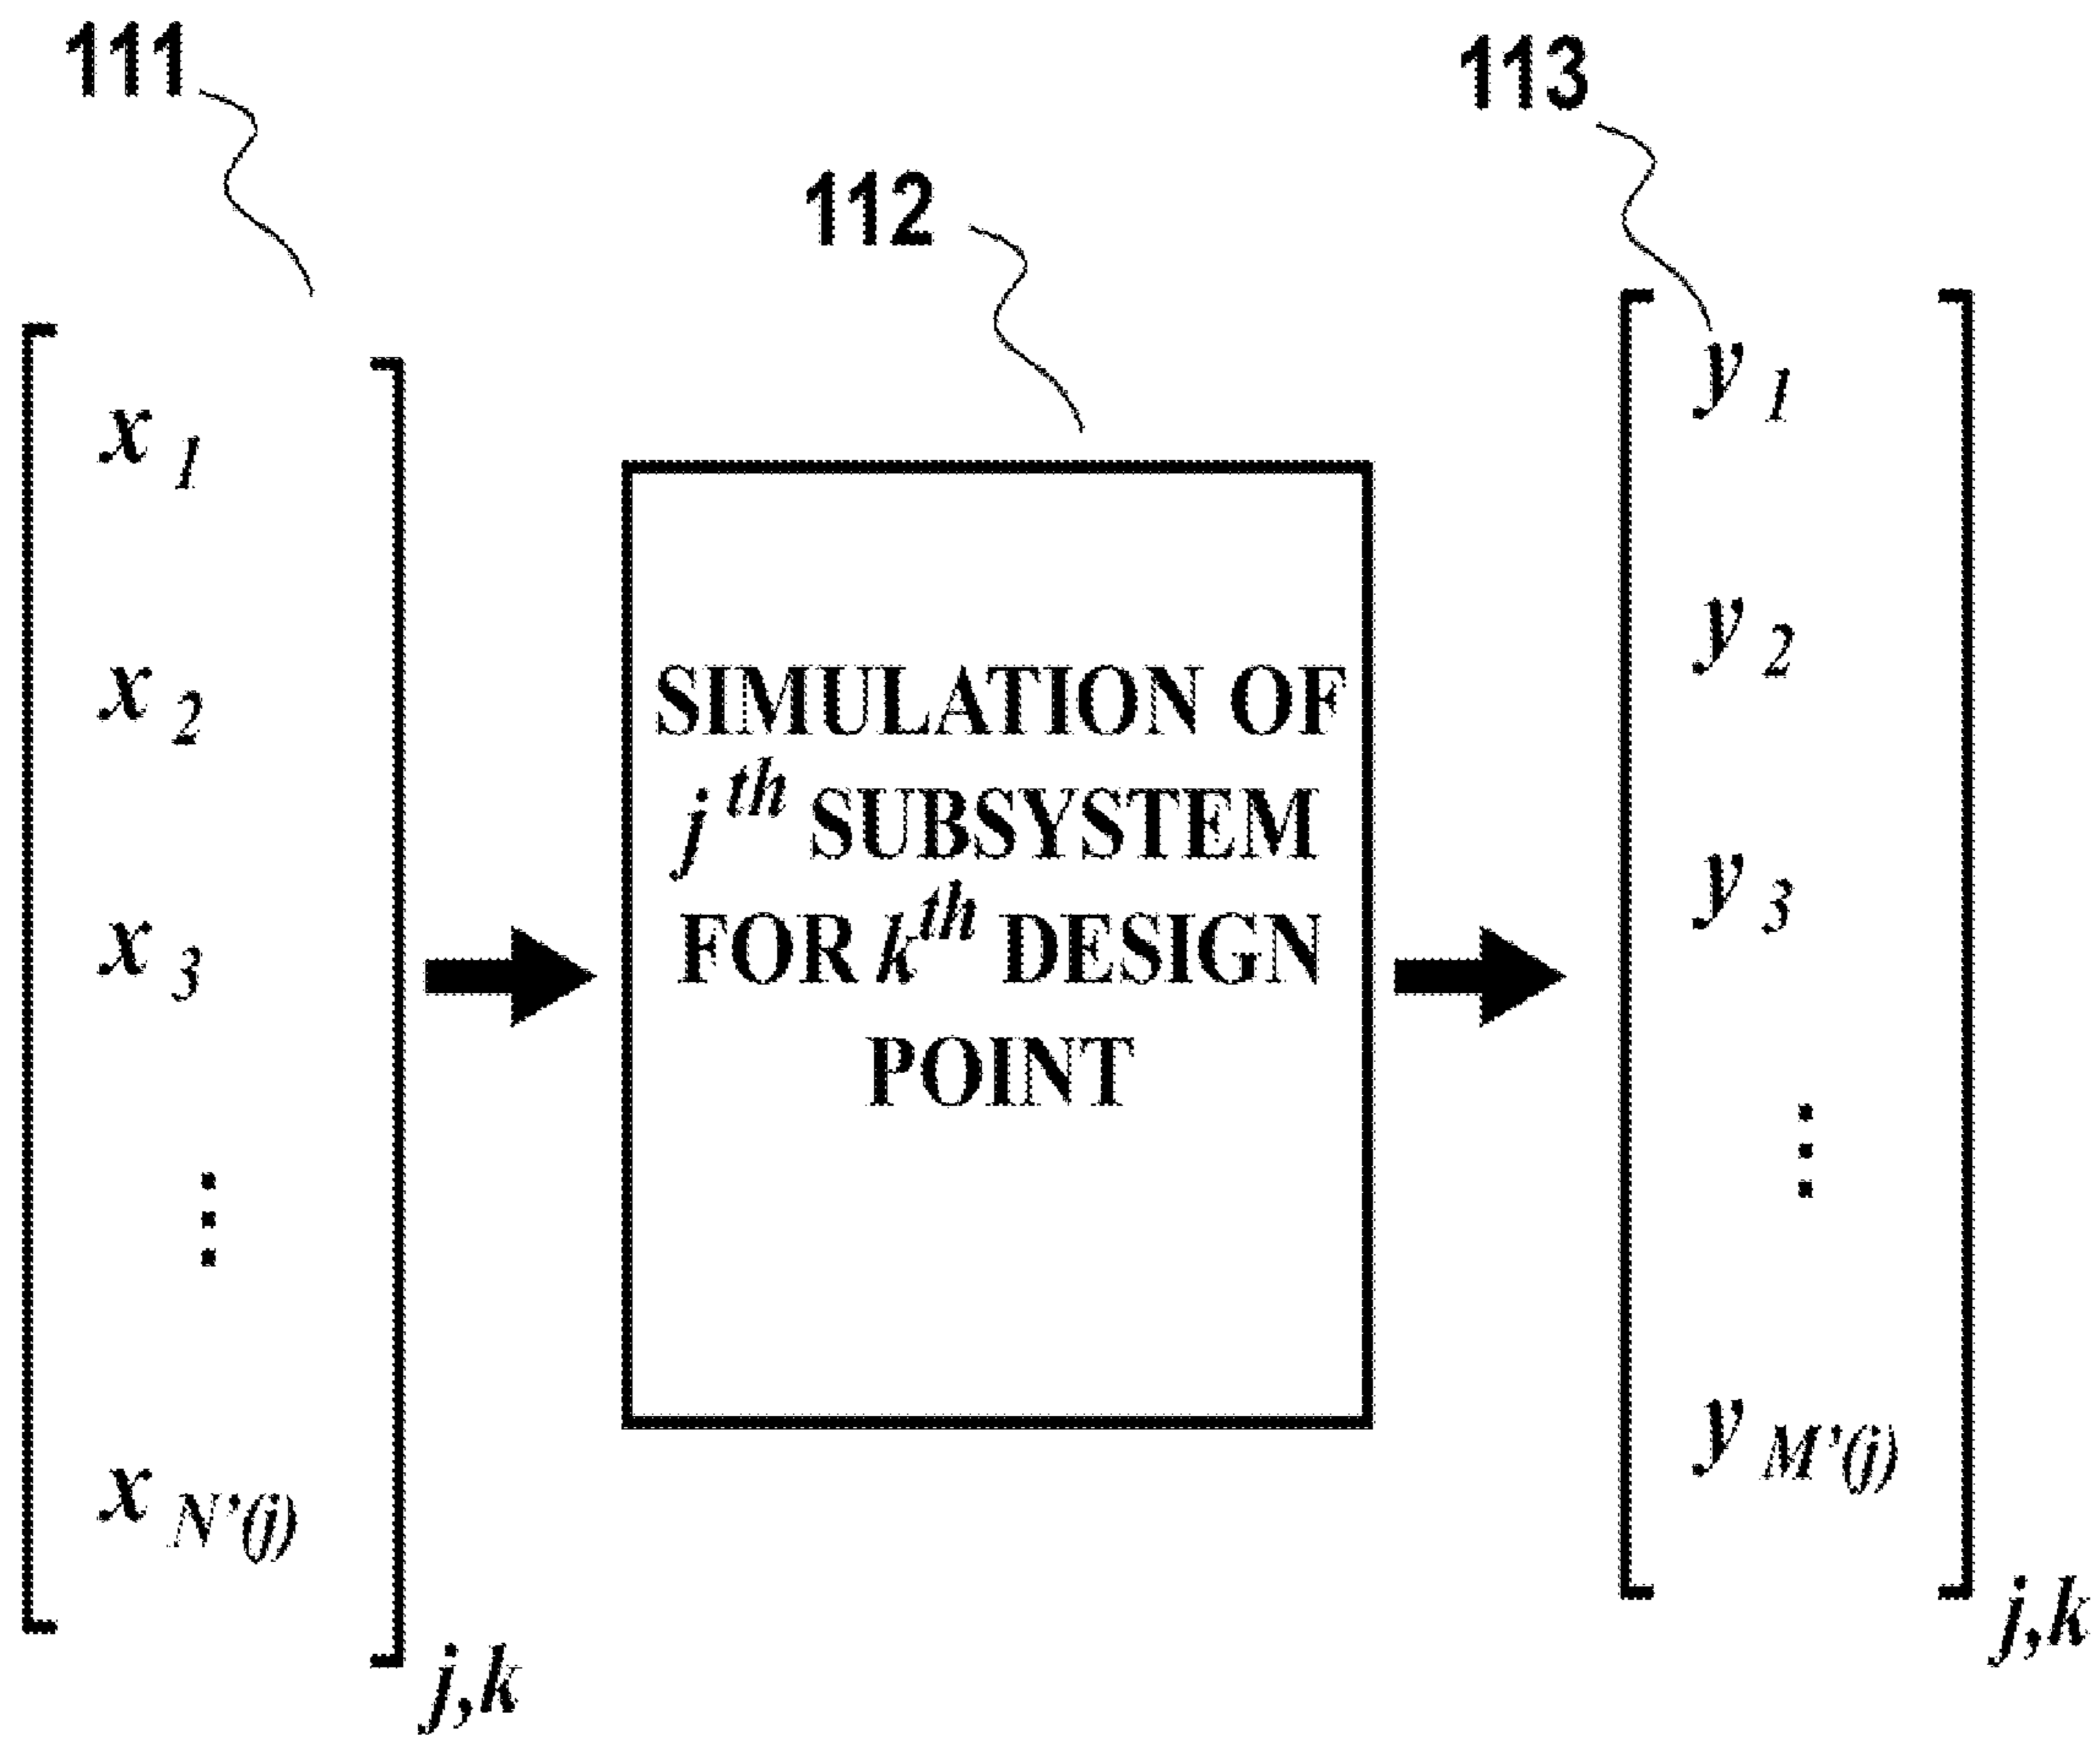 111
112
113
x 1
x 2
x 3
⋮
x N'(j)
j,k
SIMULATION OF
j th SUBSYSTEM
FOR k th DESIGN
POINT
y 1
y 2
y 3
⋮
y M'(j)
j,k